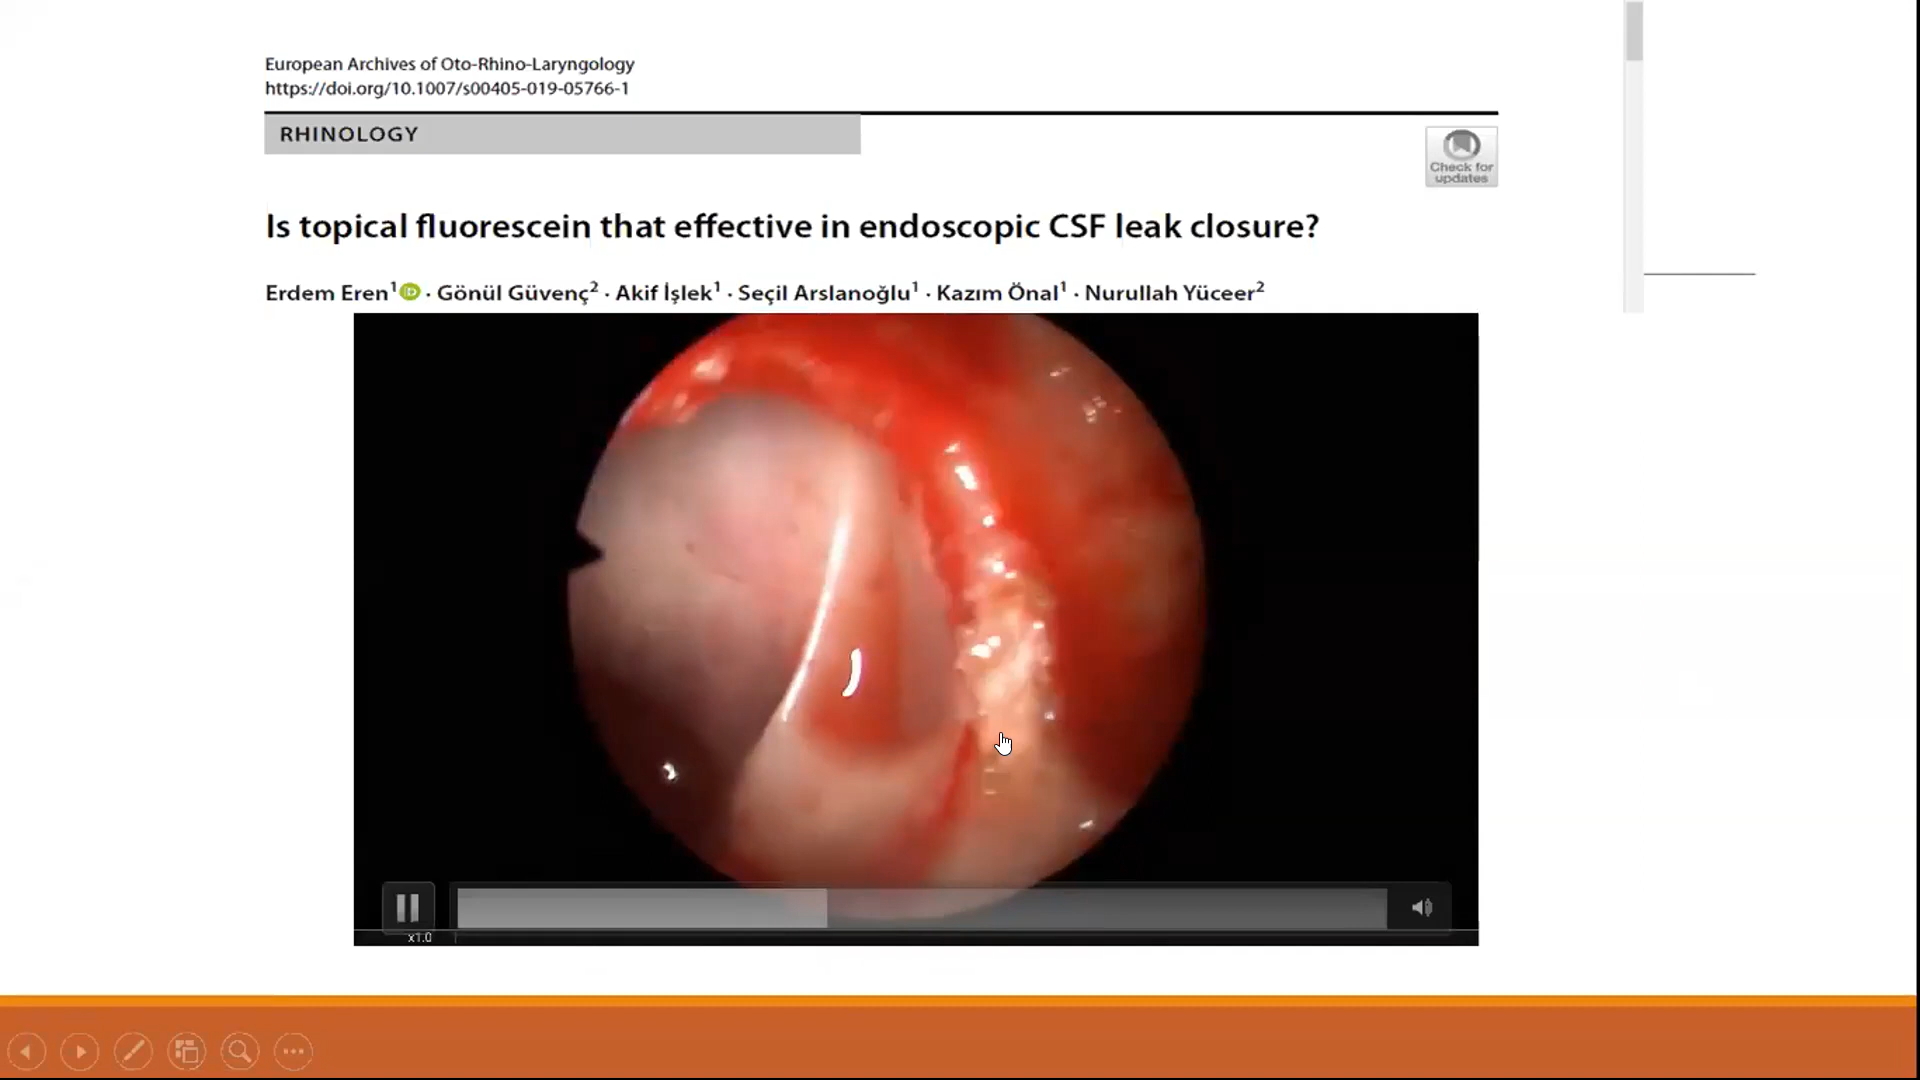 European Archives of Oto-Rhino-Laryngology
https://doi.org/10.1007/s00405-019-05766-1
RHINOLOGY
Check for
updates
Is topical fluorescein that effective in endoscopic CSF leak closure?
Erdem Eren1 iD · Gönül Güvenç2 · Akif İşlek1 · Seçil Arslanoğlu1 · Kazım Önal1 · Nurullah Yüceer2
x1.0